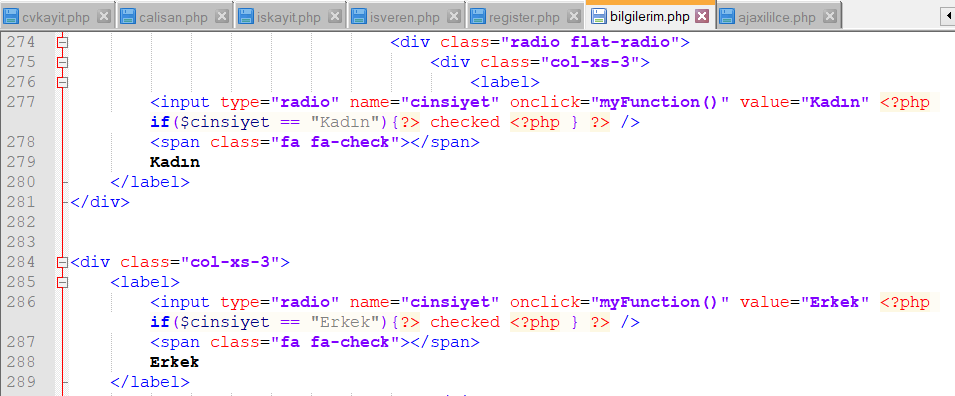 cvkayit.php calisan.php iskayit.php isveren.php register.php bilgilerim.php ajaxililce.php
274 <div class="radio flat-radio">
275 <div class="col-xs-3">
276 <label>
277 <input type="radio" name="cinsiyet" onclick="myFunction()" value="Kadın" <?php
if($cinsiyet == "Kadın"){?> checked <?php } ?> />
278 <span class="fa fa-check"></span>
279 Kadın
280 </label>
281 </div>
282
283
284 <div class="col-xs-3">
285 <label>
286 <input type="radio" name="cinsiyet" onclick="myFunction()" value="Erkek" <?php
if($cinsiyet == "Erkek"){?> checked <?php } ?> />
287 <span class="fa fa-check"></span>
288 Erkek
289 </label>